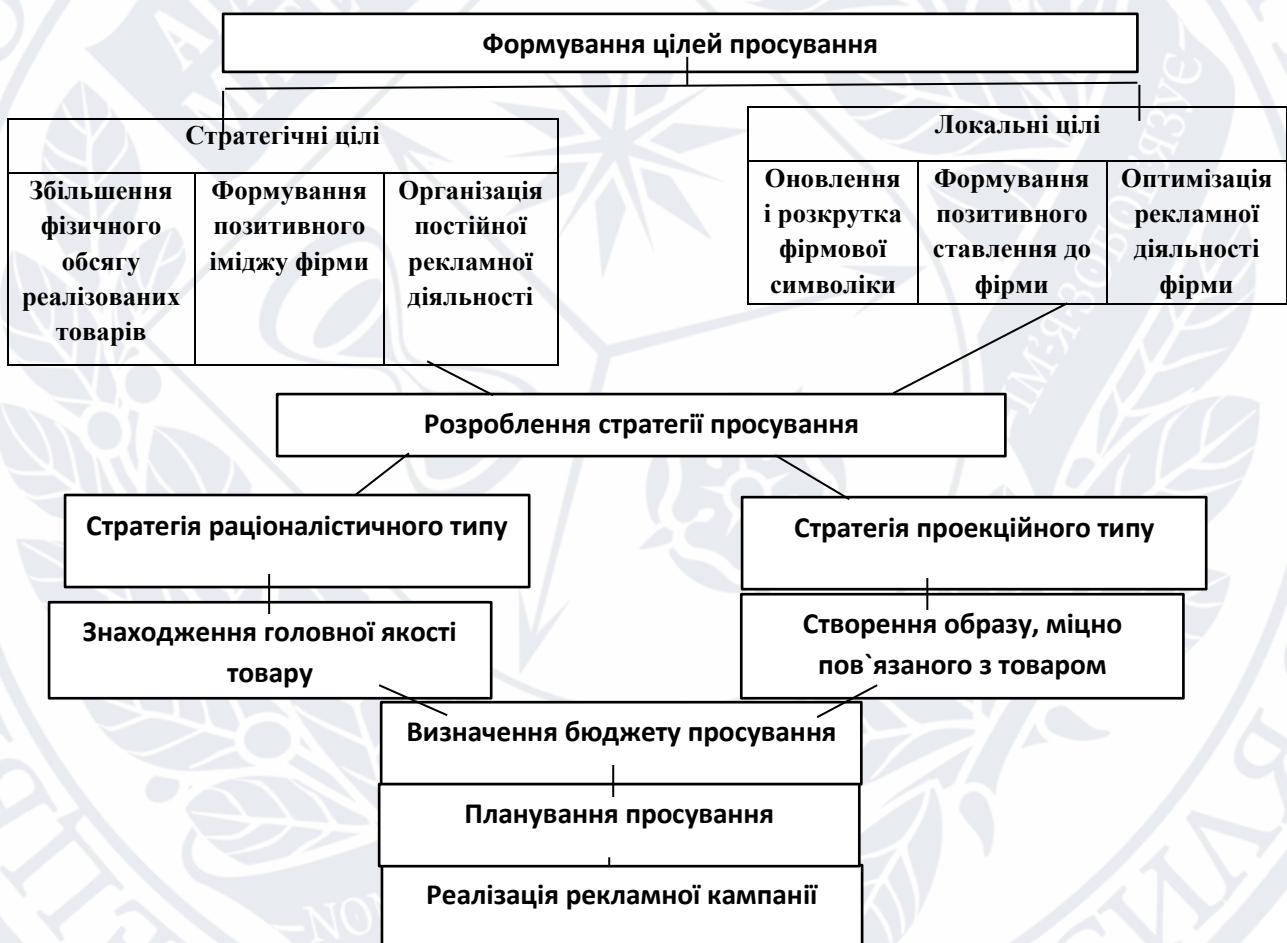 Формування цілей просування
Стратегічні цілі
Збільшення
фізичного
обсягу
реалізованих
товарів
Формування
позитивного
іміджу фірми
Організація
постійної
рекламної
діяльності
Локальні цілі
Оновлення
і розкрутка
фірмової
символіки
Формування
позитивного
ставлення до
фірми
Оптимізація
рекламної
діяльності
фірми
Розроблення стратегії просування
Стратегія раціоналістичного типу
Стратегія проекційного типу
Знаходження головної якості
товару
Створення образу, міцно
пов`язаного з товаром
Визначення бюджету просування
Планування просування
Реалізація рекламної кампанії